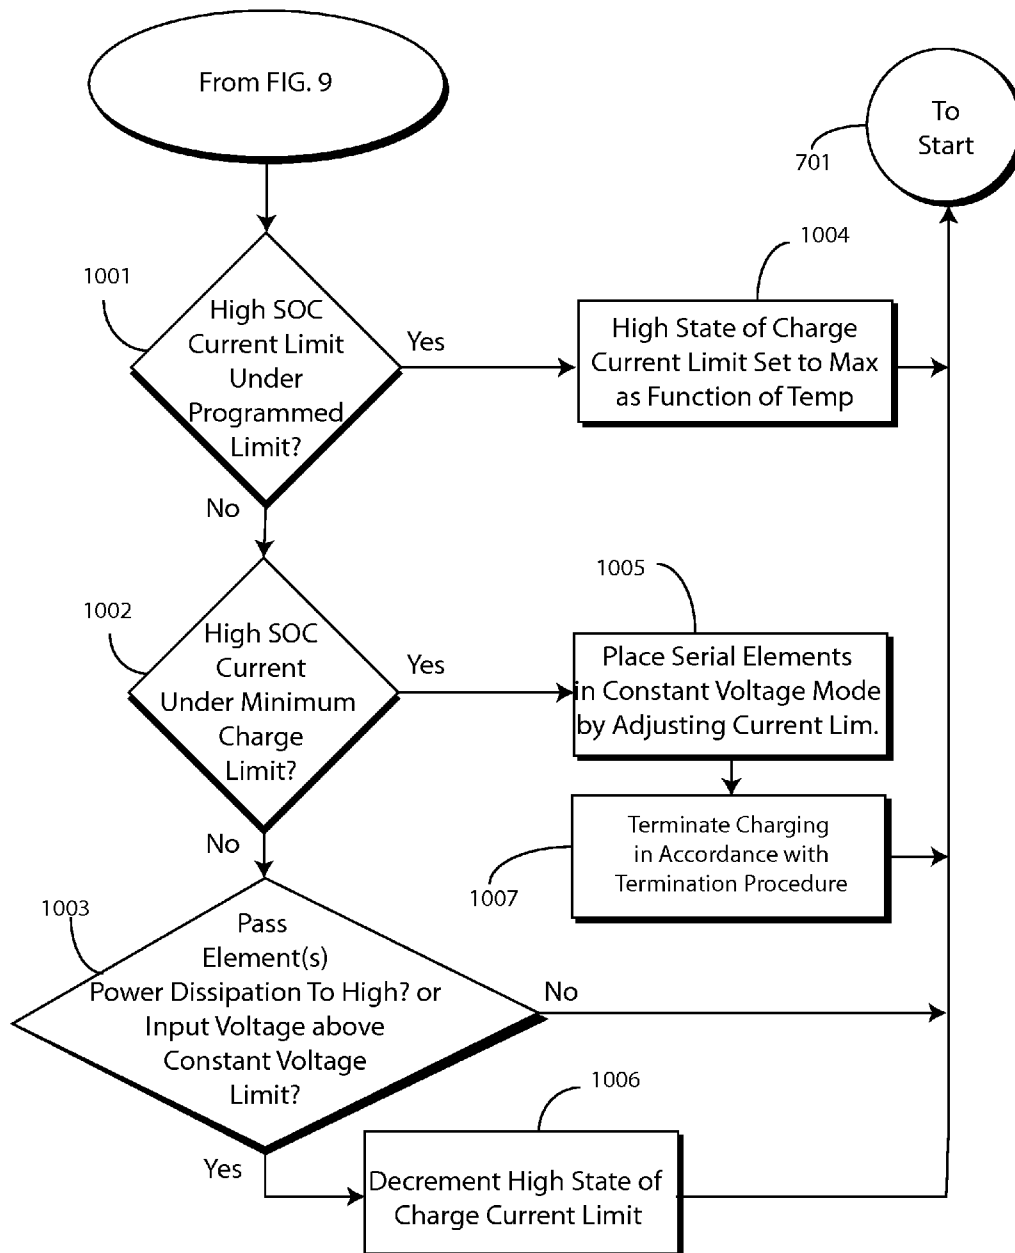 From FIG. 9
To
Start
701
1001
High SOC
Current Limit
Under
Programmed
Limit?
Yes
1004
High State of Charge
Current Limit Set to Max
as Function of Temp
No
1002
High SOC
Current
Under Minimum
Charge
Limit?
Yes
1005
Place Serial Elements
in Constant Voltage Mode
by Adjusting Current Lim.
Terminate Charging
in Accordance with
Termination Procedure
1007
No
1003
Pass
Element(s)
Power Dissipation To High? or
Input Voltage above
Constant Voltage
Limit?
No
Yes
1006
Decrement High State of
Charge Current Limit